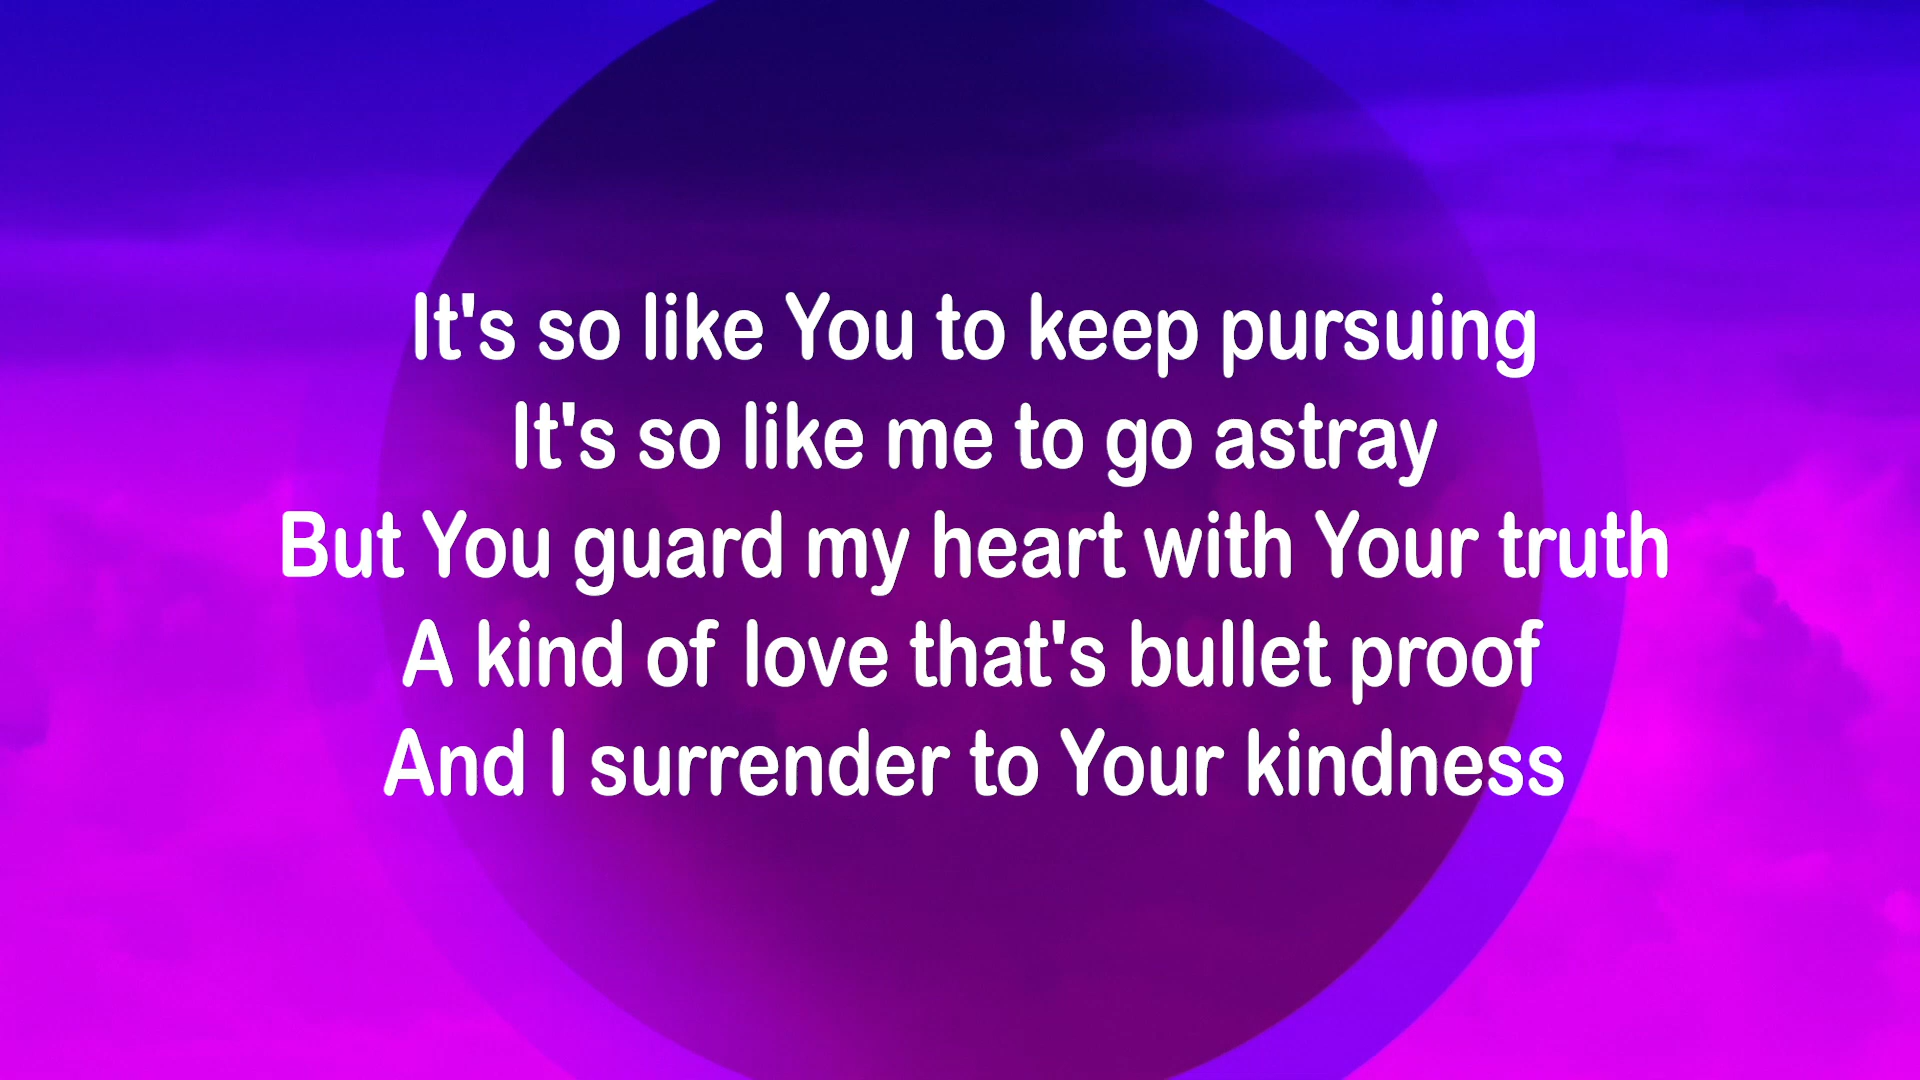 It's so like You to keep pursuing
It's so like me to go astray
But You guard my heart with Your truth
A kind of love that's bullet proof
And I surrender to Your kindness